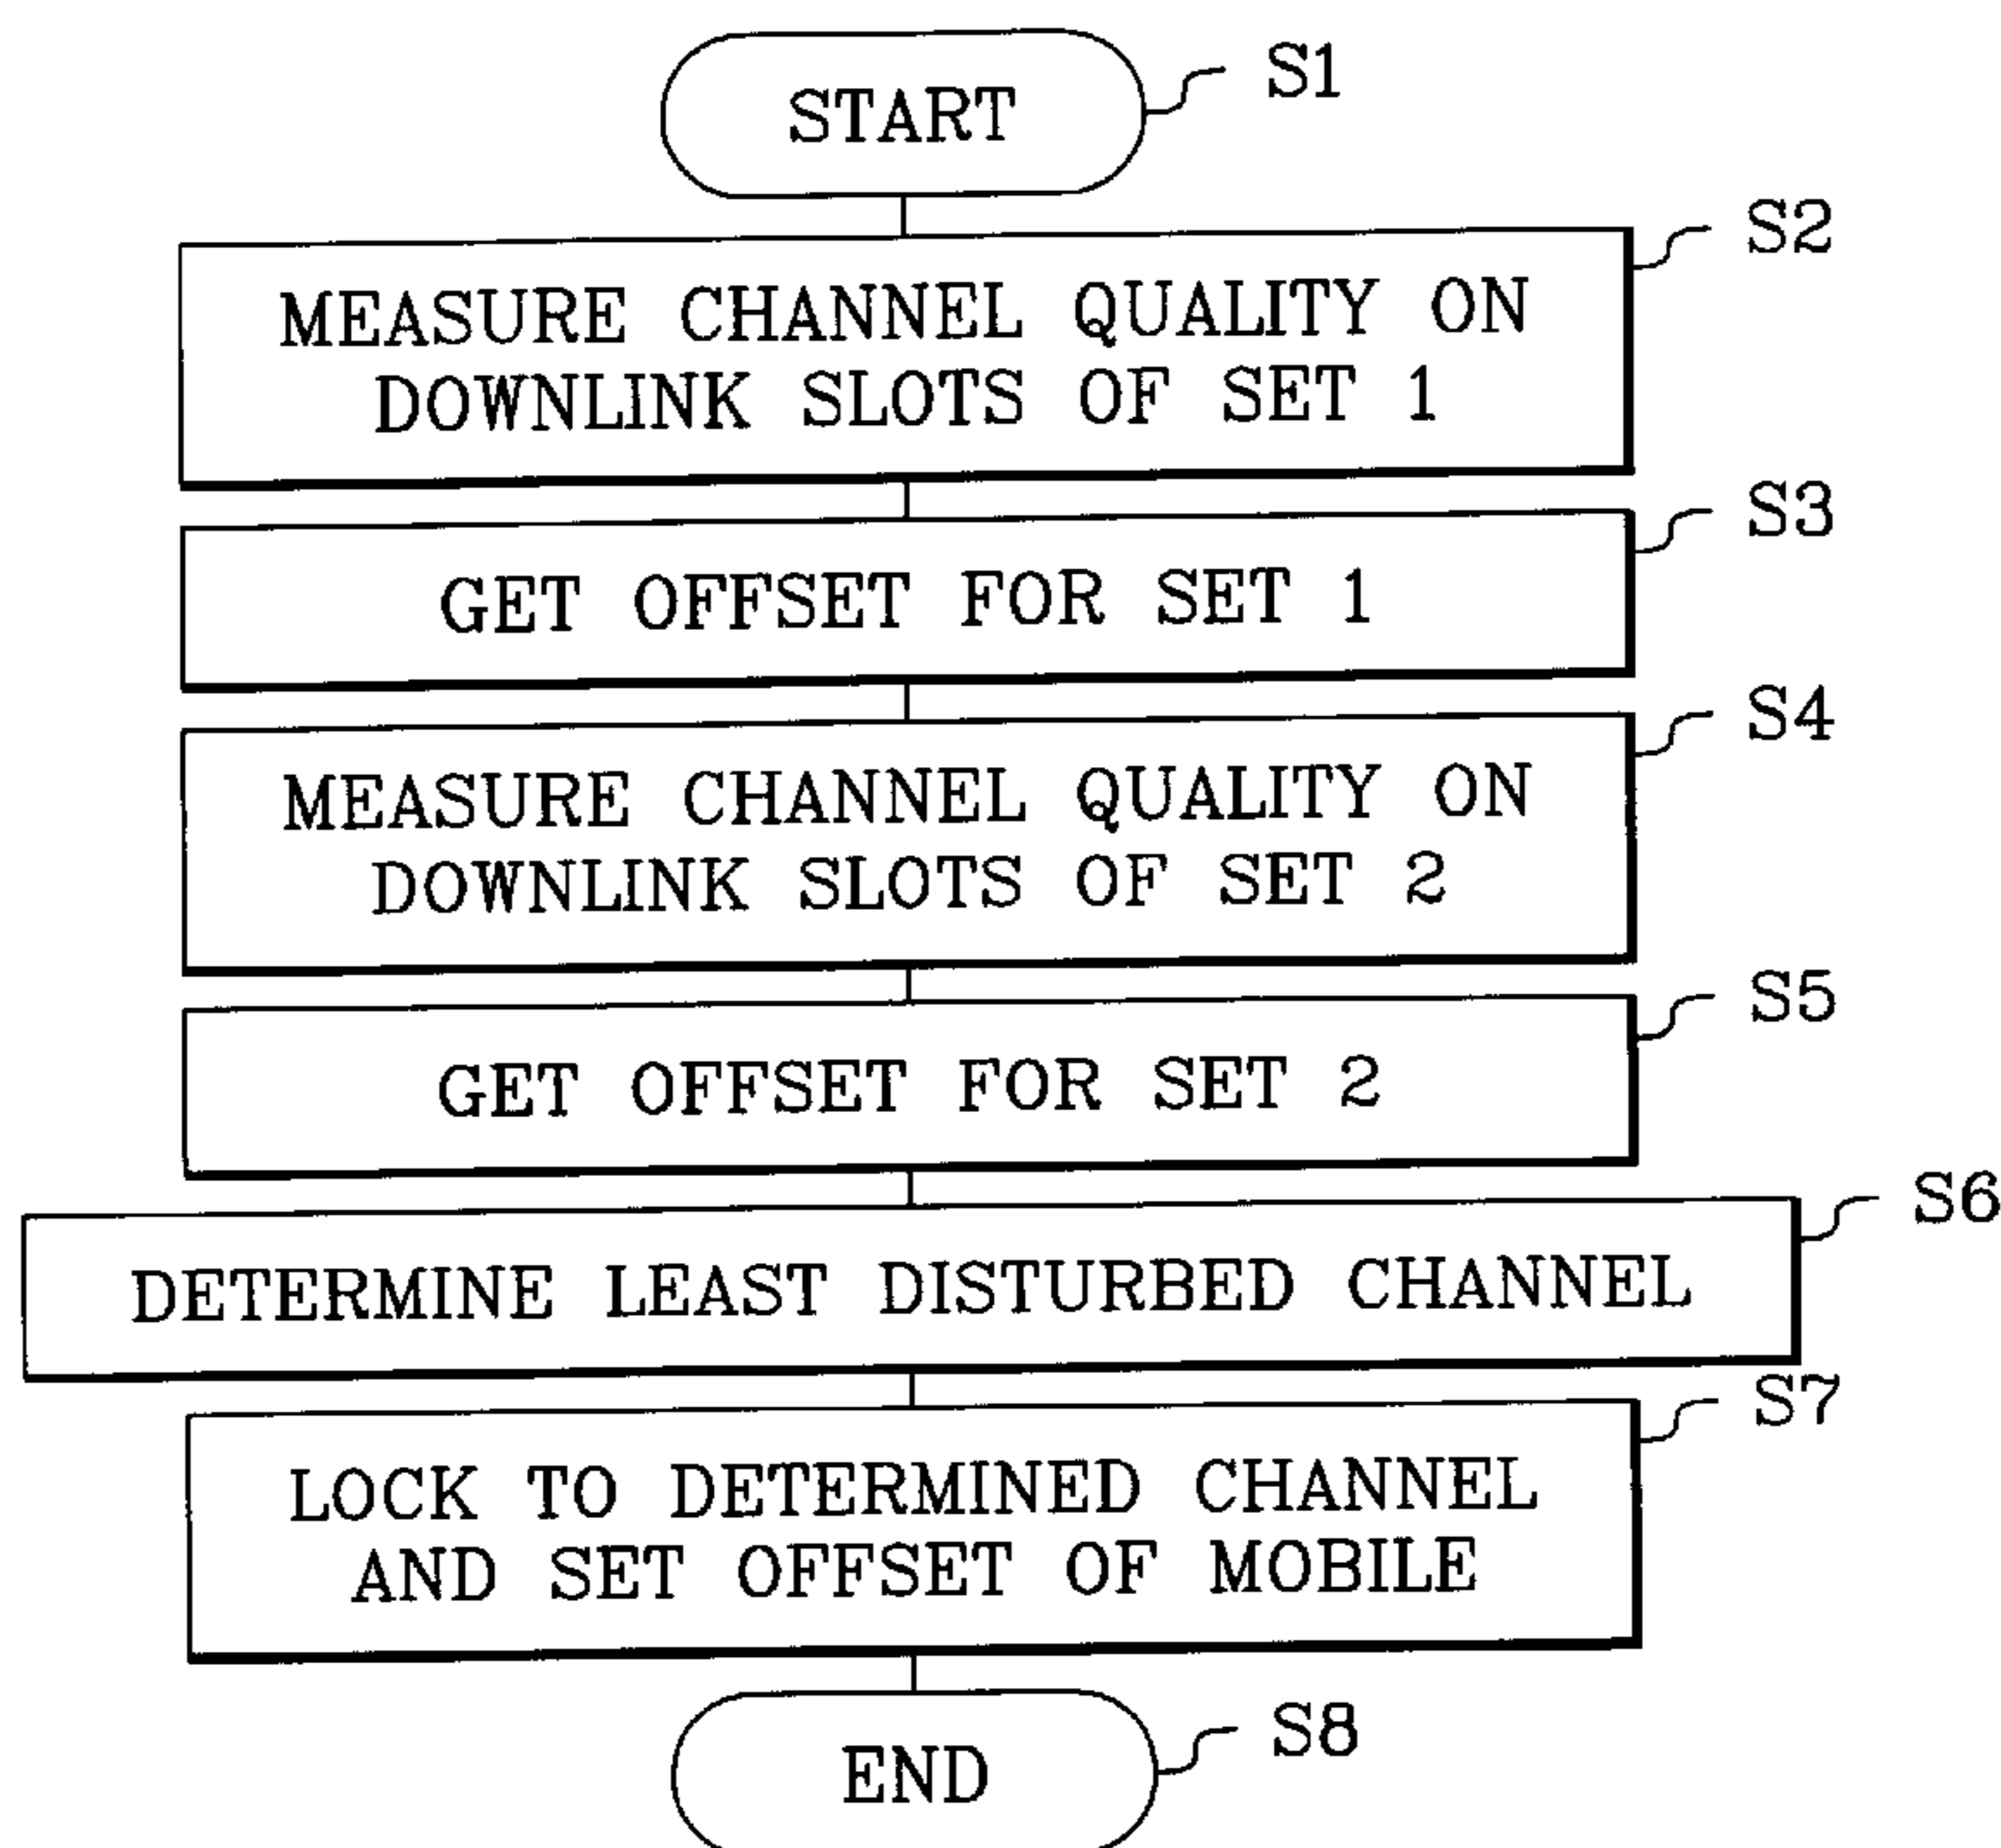 START
S1
S2
MEASURE CHANNEL QUALITY ON
DOWNLINK SLOTS OF SET 1
S3
GET OFFSET FOR SET 1
S4
MEASURE CHANNEL QUALITY ON
DOWNLINK SLOTS OF SET 2
S5
GET OFFSET FOR SET 2
S6
DETERMINE LEAST DISTURBED CHANNEL
S7
LOCK TO DETERMINED CHANNEL
AND SET OFFSET OF MOBILE
S8
END